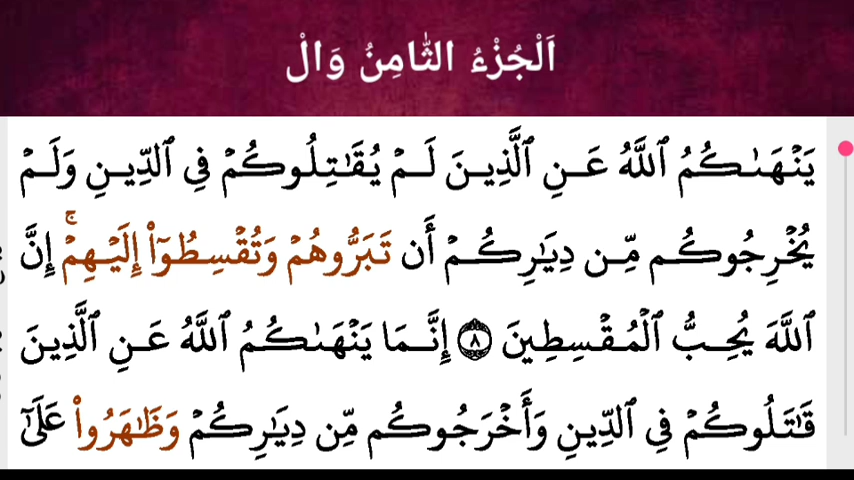 اَلْجُزْءُ الثَّامِنُ وَالْ
يَنْهَىٰكُمُ ٱللَّهُ عَنِ ٱلَّذِينَ لَمْ يُقَٰتِلُوكُمْ فِي ٱلدِّينِ وَلَمْ
يُخْرِجُوكُم مِّن دِيَٰرِكُمْ أَن تَبَرُّوهُمْ وَتُقْسِطُوٓاْ إِلَيْهِمْۚ إِنَّ
ٱللَّهَ يُحِبُّ ٱلْمُقْسِطِينَ ٨ إِنَّمَا يَنْهَىٰكُمُ ٱللَّهُ عَنِ ٱلَّذِينَ
قَٰتَلُوكُمْ فِي ٱلدِّينِ وَأَخْرَجُوكُم مِّن دِيَٰرِكُمْ وَظَٰهَرُواْ عَلَىٰٓ